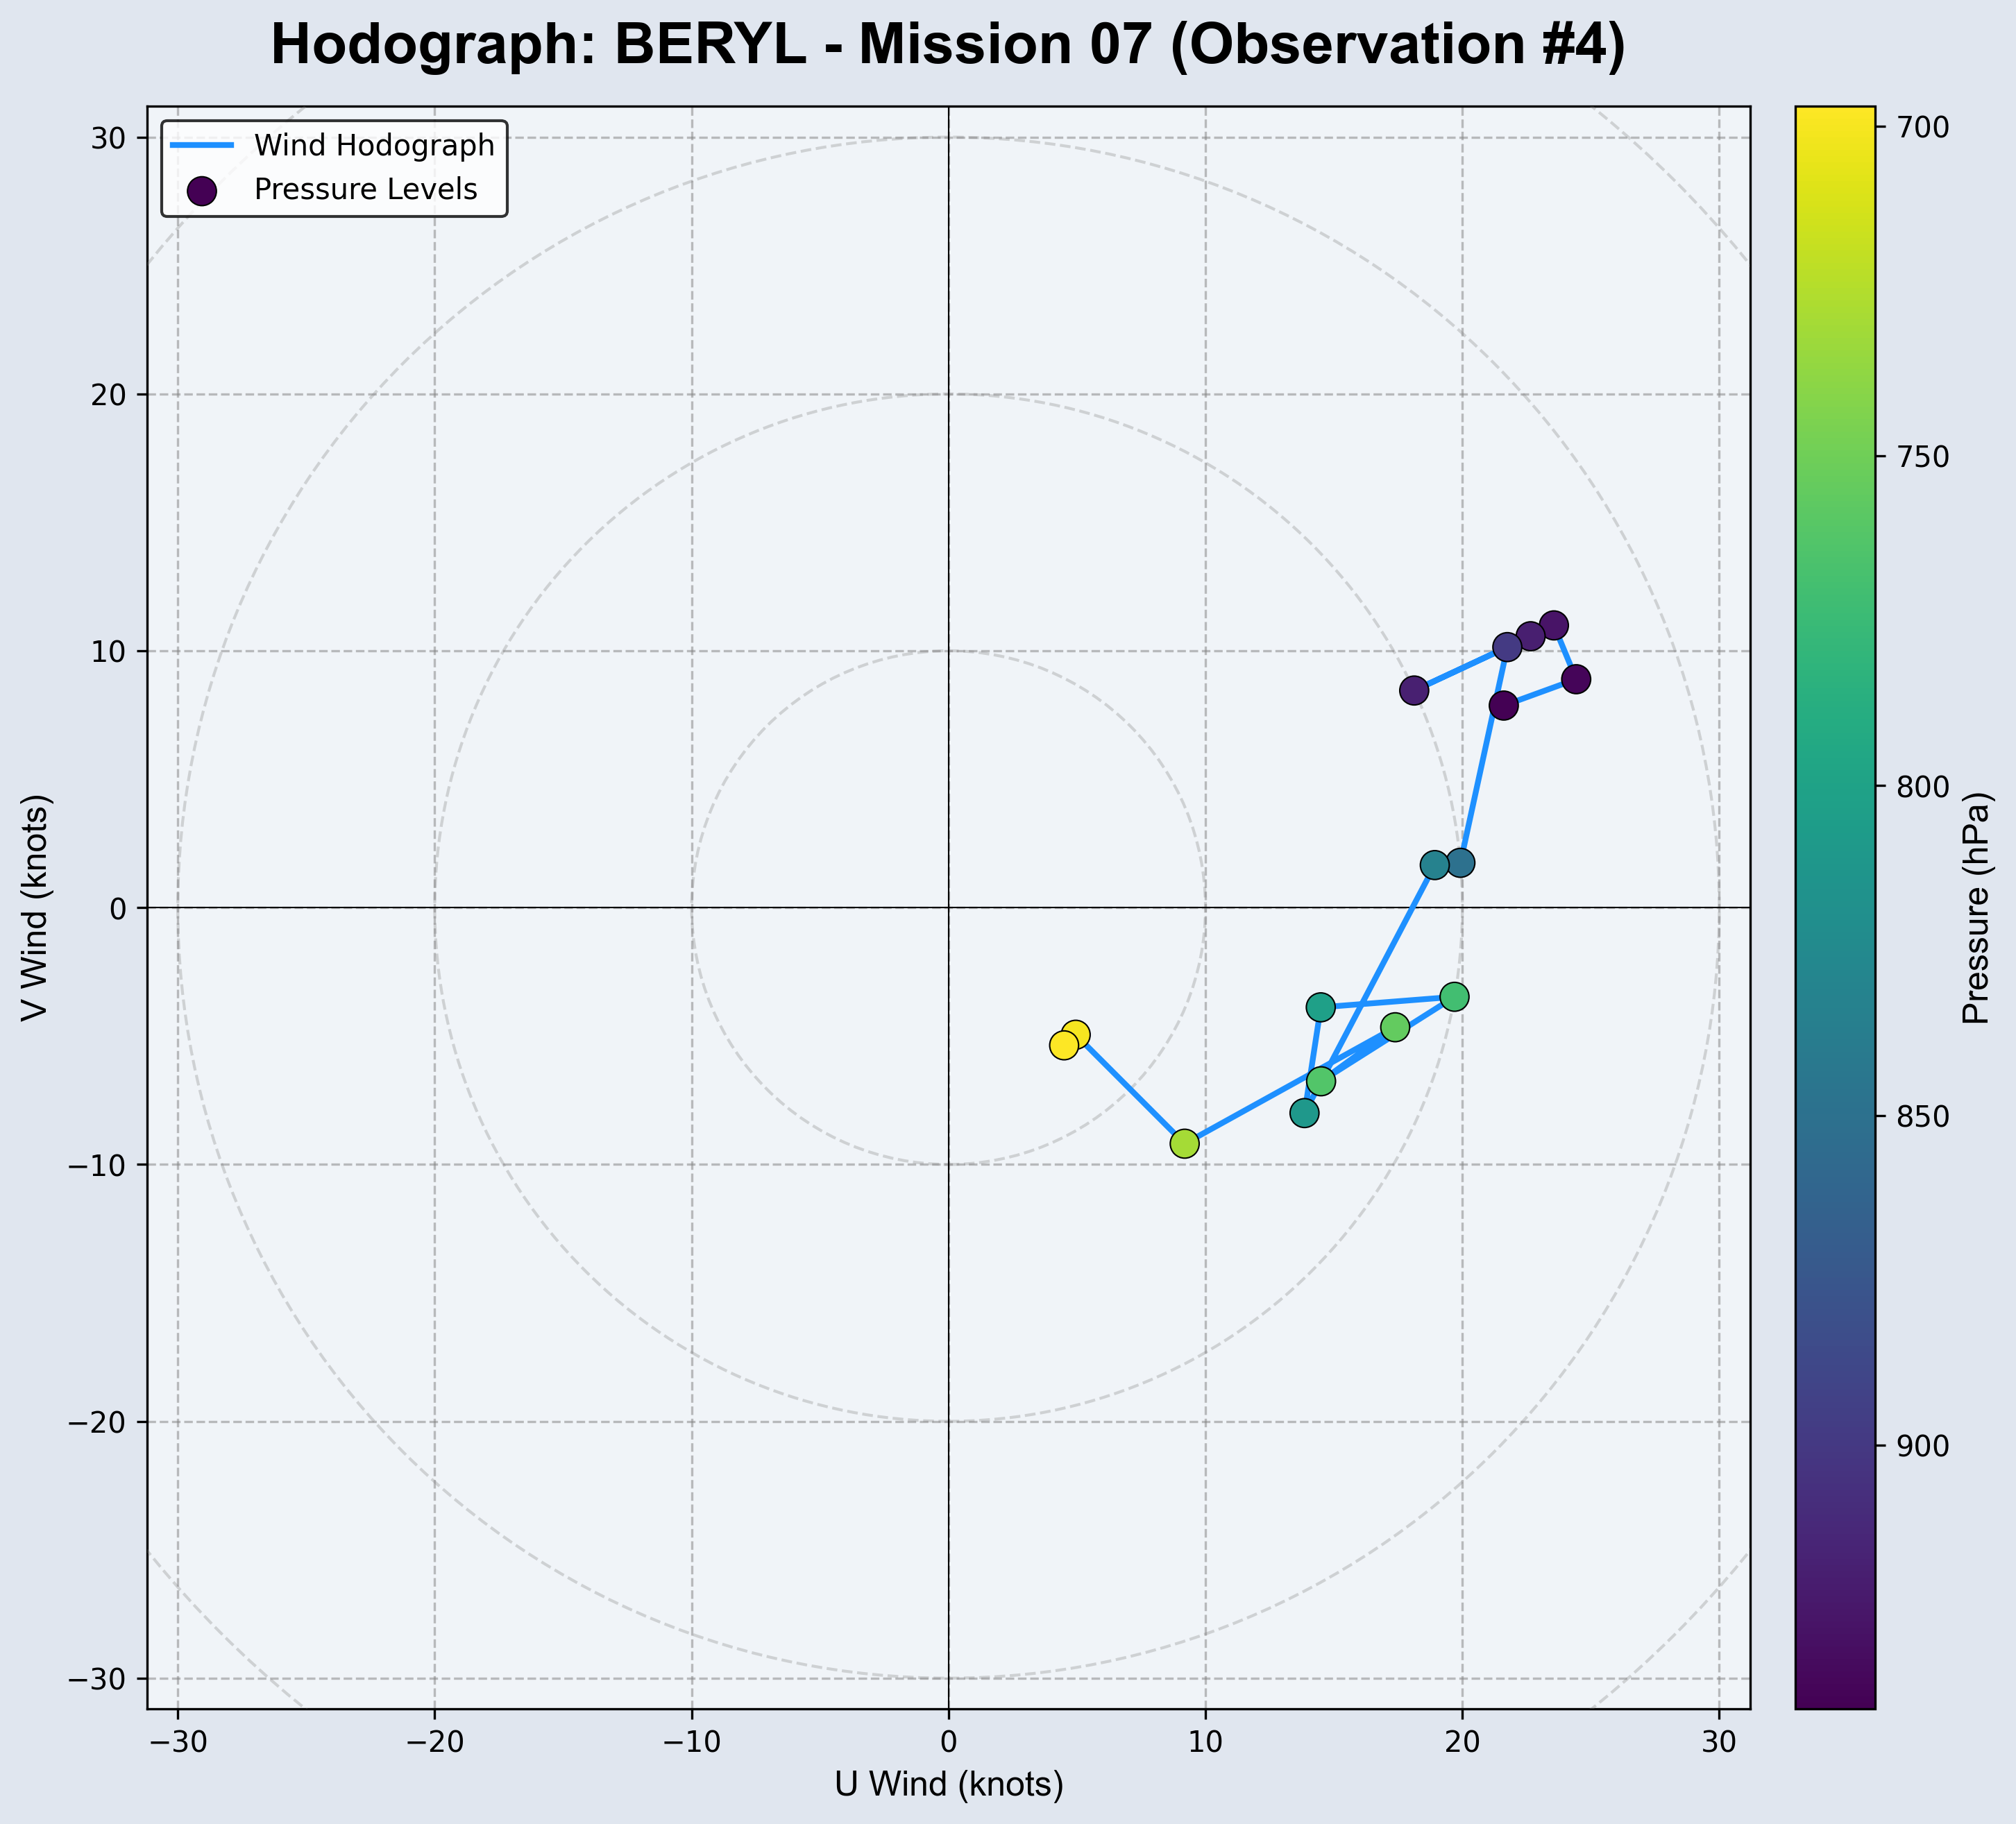 Hodograph: BERYL - Mission 07 (Observation #4)
Wind Hodograph
Pressure Levels
30
20
10
0
−10
−20
−30
V Wind (knots)
−30 −20 −10 0 10 20 30
U Wind (knots)
700
750
800
850
900
Pressure (hPa)